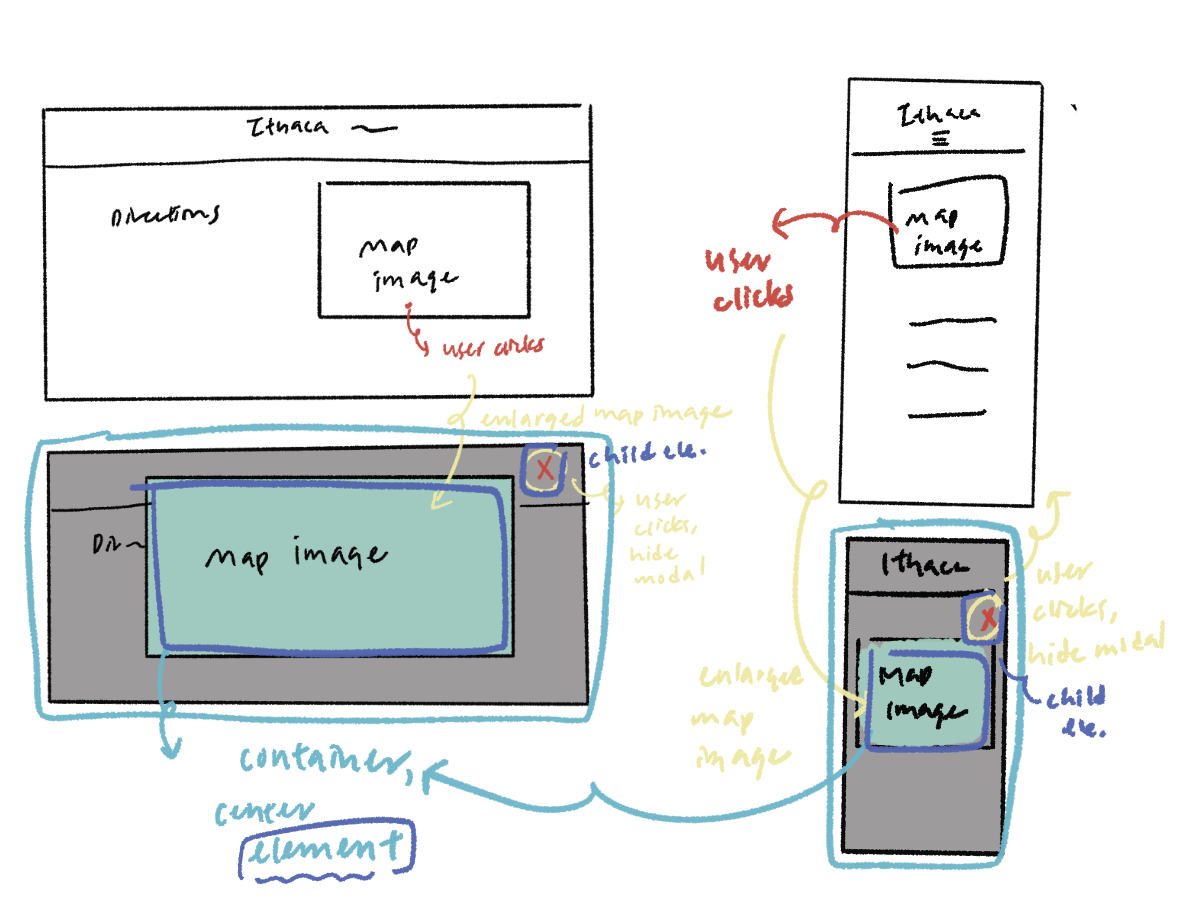 Ithaca
Directions
map
image
user clicks
enlarged map image
child ele.
X
user
clicks,
hide
modal
Dir
map image
container,
center
element
Ithaca
map
image
user
clicks
Ithaca
X
user
clicks,
hide modal
enlarged
map
image
Map
image
child
ele.